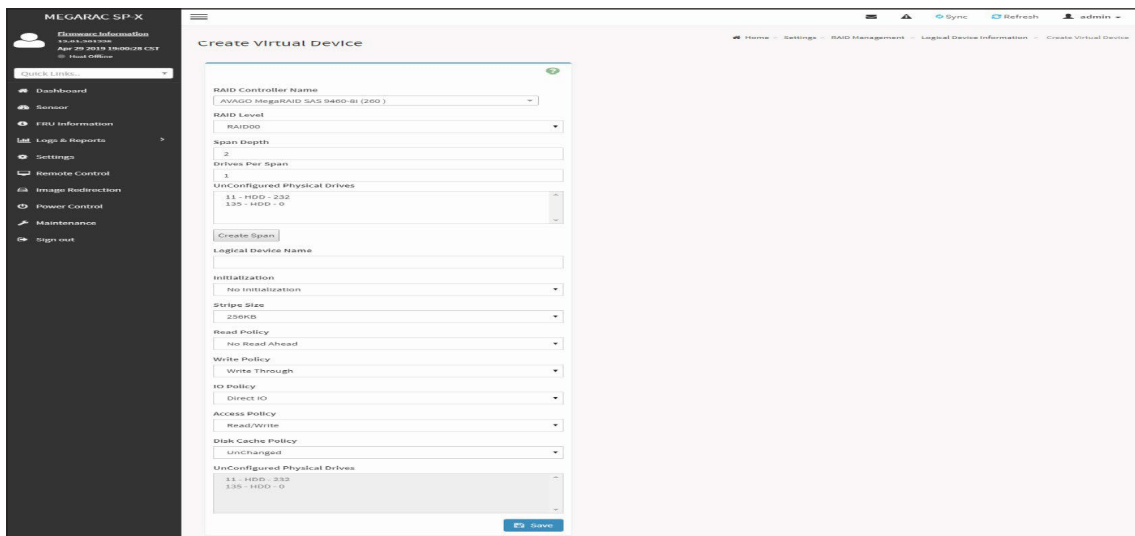 MEGARAC SP-X
Firmware Information
Apr 29 2019 19:00:28 CST
Host Offline
Quick Links...
Dashboard
Sensor
FRU Information
Logs & Reports
Settings
Remote Control
Image Redirection
Power Control
Maintenance
Sign out
Sync
Refresh
admin
Create Virtual Device
Home
Settings
RAID Management
Logical Device Information
Create Virtual Device
RAID Controller Name
AVAGO MegaRAID SAS 9460-8i (260 )
RAID Level
RAID00
Span Depth
2
Drives Per Span
1
UnConfigured Physical Drives
11 - HDD - 232
135 - HDD - 0
Create Span
Logical Device Name
Initialization
No Initialization
Stripe Size
256KB
Read Policy
No Read Ahead
Write Policy
Write Through
IO Policy
Direct IO
Access Policy
Read/Write
Disk Cache Policy
UnChanged
UnConfigured Physical Drives
11 - HDD - 232
135 - HDD - 0
Save